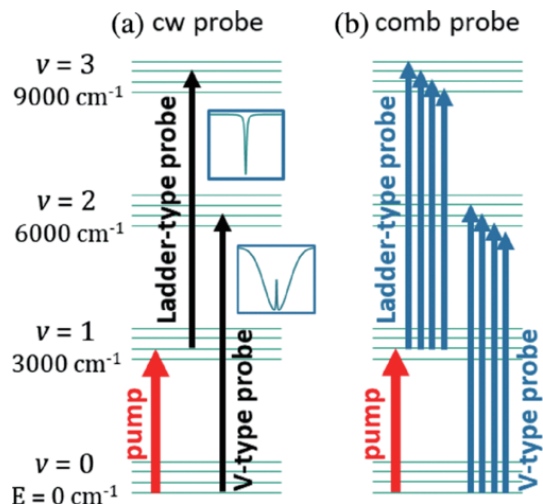 (a) cw probe
(b) comb probe
v = 3
9000 cm⁻¹
v = 2
6000 cm⁻¹
v = 1
3000 cm⁻¹
v = 0
E = 0 cm⁻¹
pump
Ladder-type probe
V-type probe
pump
Ladder-type probe
V-type probe